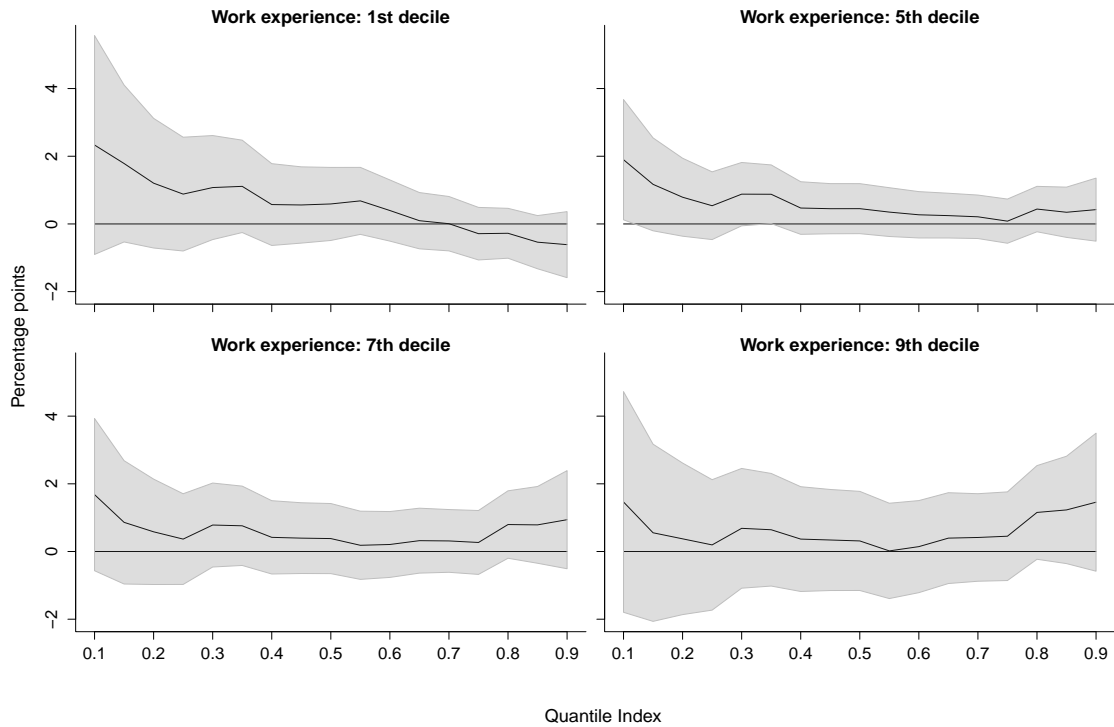 Work experience: 1st decile
Work experience: 5th decile
4
2
0
−2
Work experience: 7th decile
Work experience: 9th decile
4
2
0
−2
0.1 0.2 0.3 0.4 0.5 0.6 0.7 0.8 0.9
0.1 0.2 0.3 0.4 0.5 0.6 0.7 0.8 0.9
Percentage points
Quantile Index